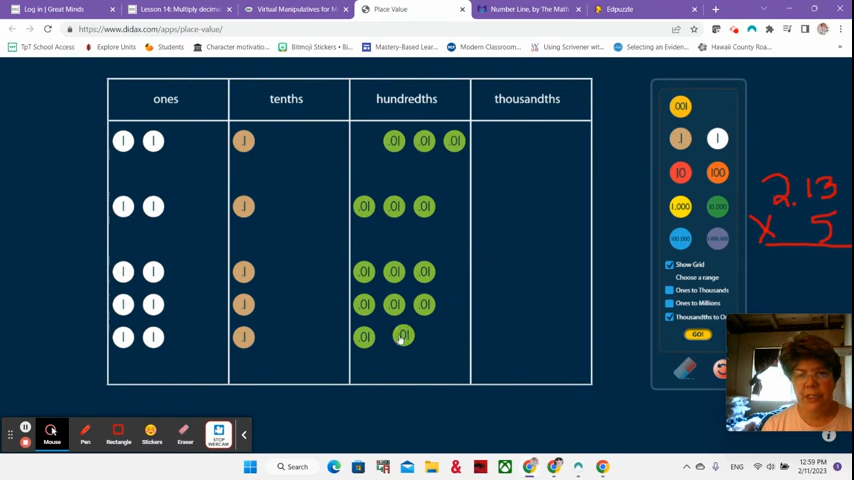 Log in | Great Minds
Lesson 14: Multiply decima
Virtual Manipulatives for M
Place Value
Number Line, by The Math
Edpuzzle
https://www.didax.com/apps/place-value/
TpT School Account
Explore Units
Students
Character motivatio...
Bitmoji Stickers • Bi...
Mastery-Based Lear...
Modern Classroom...
Using Scrivener wit...
Selecting an Eviden...
Hawaii County Roa...
ones tenths hundredths thousandths
1 1 .1 .01 .01 .01
1 1 .1 .01 .01 .01
1 1 .1 .01 .01 .01
1 1 .1 .01 .01 .01
1 1 .1 .01 .01
.001
.1 1
10 100
1,000 10,000
100,000 1,000,000
Show Grid
Choose a range
Ones to Thousands
Ones to Millions
Thousandths to On
GO!
2.13
x 5
Mouse
Pen
Rectangle
Stickers
Eraser
STOP WEBCAM
Search
ENG
12:59 PM
2/11/2023